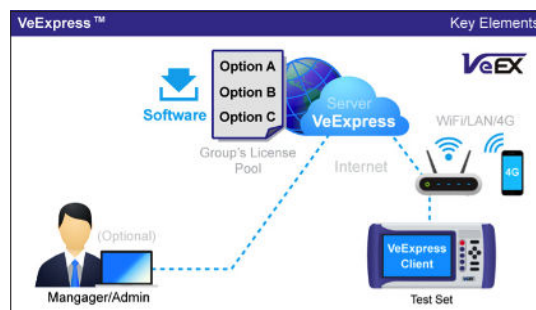 VeExpress™
Key Elements
VeEX
Option A
Option B
Option C
Software
Server
VeExpress
WiFi/LAN/4G
Group's License
Pool
Internet
4G
(Optional)
VeExpress
Client
Mangager/Admin
Test Set